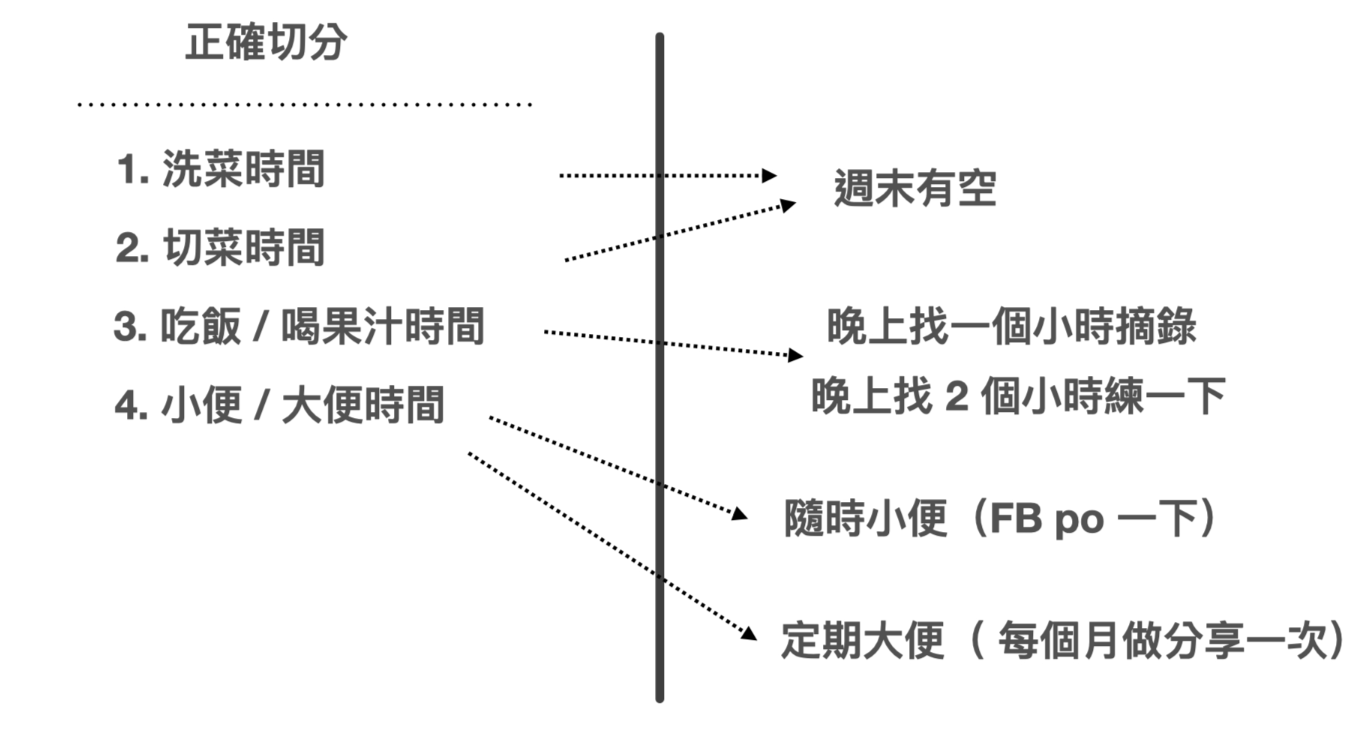 正確切分
1. 洗菜時間
2. 切菜時間
3. 吃飯 / 喝果汁時間
4. 小便 / 大便時間
週末有空
晚上找一個小時摘錄
晚上找 2 個小時練一下
隨時小便（FB po 一下）
定期大便（ 每個月做分享一次）